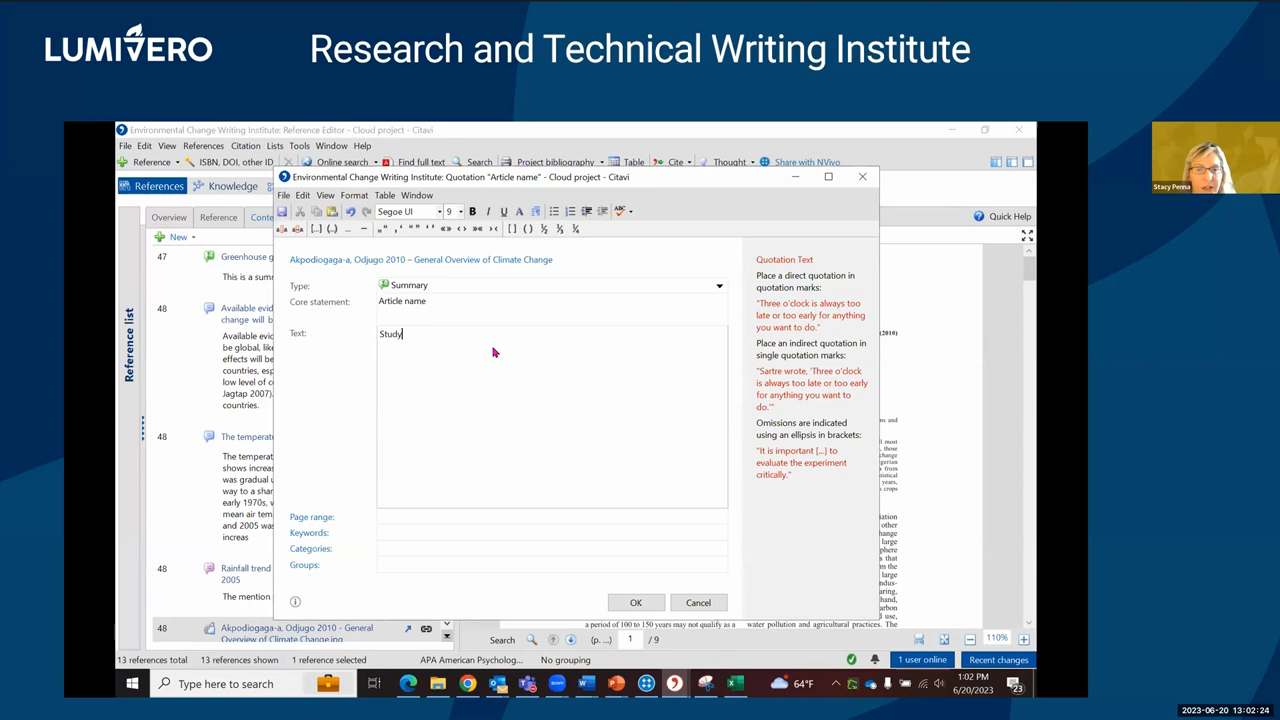 LUMIVERO
Research and Technical Writing Institute
Stacy Penna
Environmental Change Writing Institute: Reference Editor - Cloud project - Citavi
File Edit View References Citation Lists Tools Window Help
Reference ISBN, DOI, other ID Online search Find full text Search Project bibliography Table Cite Thought Share with NVivo
References Knowledge
Overview Reference Quick Help
New
Environmental Change Writing Institute: Quotation "Article name" - Cloud project - Citavi
File Edit View Format Table Window
Segoe UI 9 B I U A
Akpodiogaga-a, Odjugo 2010 – General Overview of Climate Change
Type: Summary
Core statement: Article name
Text: Study
Page range:
Keywords:
Categories:
Groups:
OK Cancel
Quotation Text
Place a direct quotation in
quotation marks:
"Three o'clock is always too
late or too early for anything
you want to do."
Place an indirect quotation in
single quotation marks:
"Sartre wrote, 'Three o'clock
is always too late or too early
for anything you want to
do.'"
Omissions are indicated
using an ellipsis in brackets:
"It is important [...] to
evaluate the experiment
critically."
Reference list
47 Greenhouse g
This is a sum
48 Available evid
change will b
Available evid
be global, like
effects will be
countries, esp
low level of c
Jagtap 2007).
countries.
48 The temperat
The temperat
shows increas
was gradual u
way to a shar
early 1970s, v
mean air tem
and 2005 was
increas
48 Rainfall trend
2005
The mention
48 Akpodiogaga-a, Odjugo 2010 - General
Overview of Climate Change.jpg
(2010)
a period of 100 to 150 years may not qualify as a
water pollution and agricultural practices. The
Search (p. ...) 1 / 9 110%
13 references total 13 references shown 1 reference selected APA American Psycholog... No grouping 1 user online Recent changes
Type here to search 64°F 1:02 PM
6/20/2023
23
2023-06-20 13:02:24